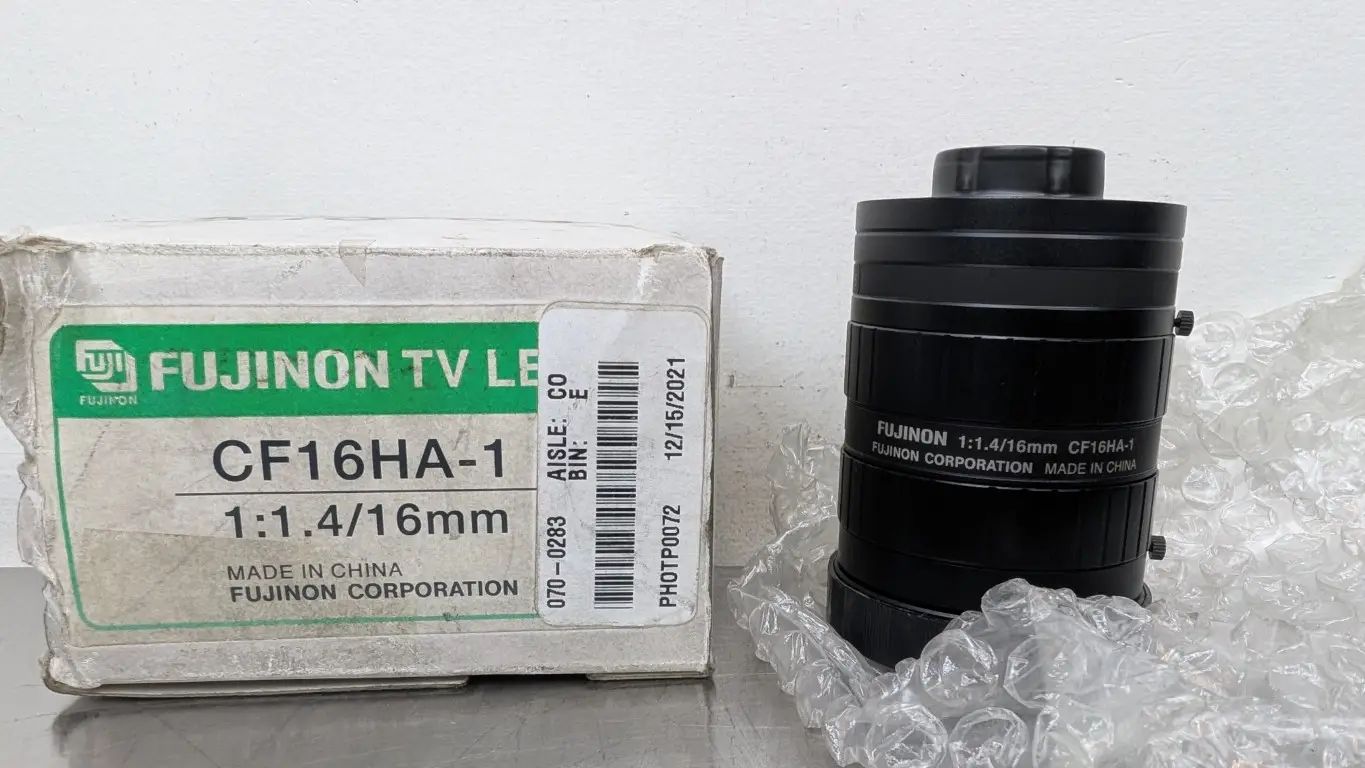 FUJI
FUJINON
FUJINON TV LE
CF16HA-1
1:1.4/16mm
MADE IN CHINA
FUJINON CORPORATION
070-0283 AISLE: CO
BIN: E
PHOTP0072 12/15/2021
FUJINON 1:1.4/16mm CF16HA-1
FUJINON CORPORATION MADE IN CHINA